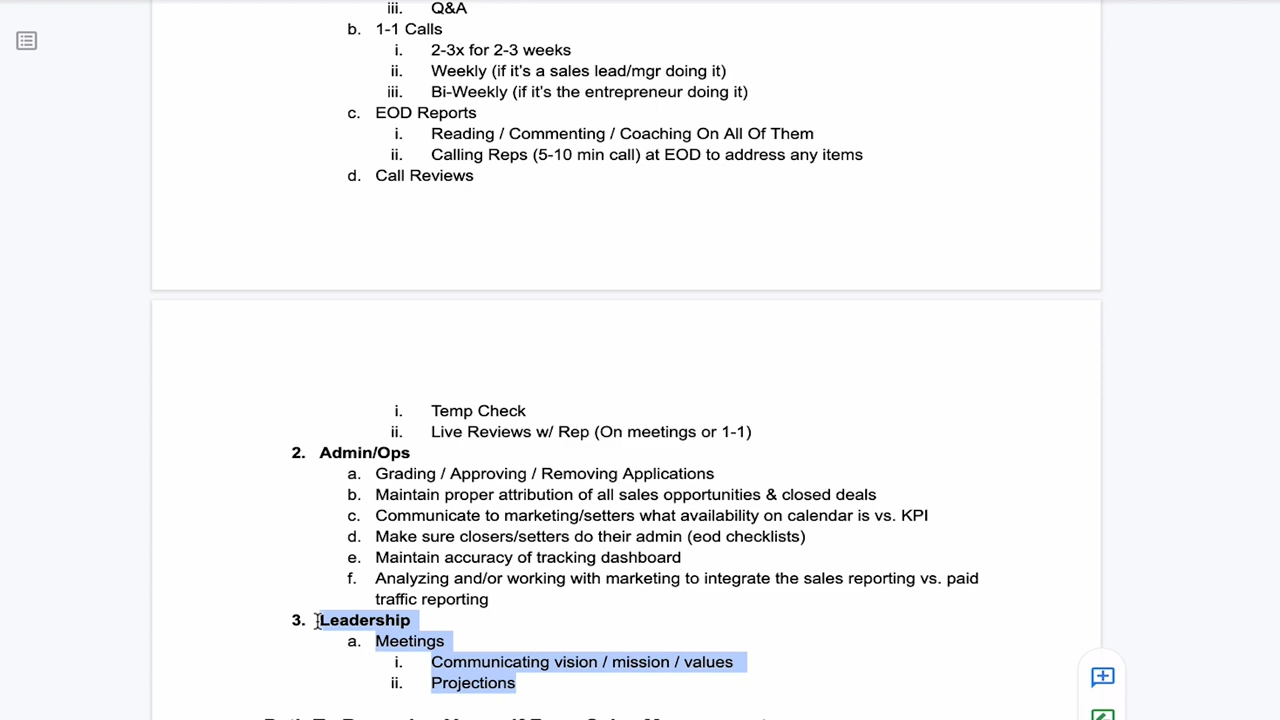 iii. Q&A
b. 1-1 Calls
i. 2-3x for 2-3 weeks
ii. Weekly (if it's a sales lead/mgr doing it)
iii. Bi-Weekly (if it's the entrepreneur doing it)
c. EOD Reports
i. Reading / Commenting / Coaching On All Of Them
ii. Calling Reps (5-10 min call) at EOD to address any items
d. Call Reviews
i. Temp Check
ii. Live Reviews w/ Rep (On meetings or 1-1)
2. Admin/Ops
a. Grading / Approving / Removing Applications
b. Maintain proper attribution of all sales opportunities & closed deals
c. Communicate to marketing/setters what availability on calendar is vs. KPI
d. Make sure closers/setters do their admin (eod checklists)
e. Maintain accuracy of tracking dashboard
f. Analyzing and/or working with marketing to integrate the sales reporting vs. paid
traffic reporting
3. Leadership
a. Meetings
i. Communicating vision / mission / values
ii. Projections